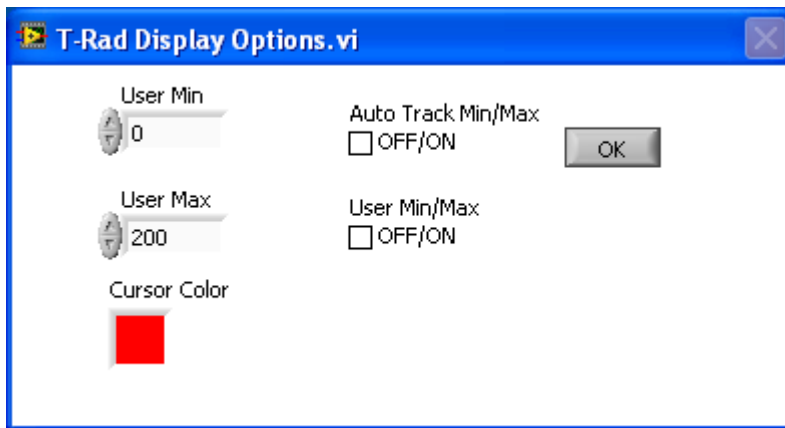 T-Rad Display Options.vi
User Min
0
Auto Track Min/Max
OFF/ON
OK
User Max
200
User Min/Max
OFF/ON
Cursor Color